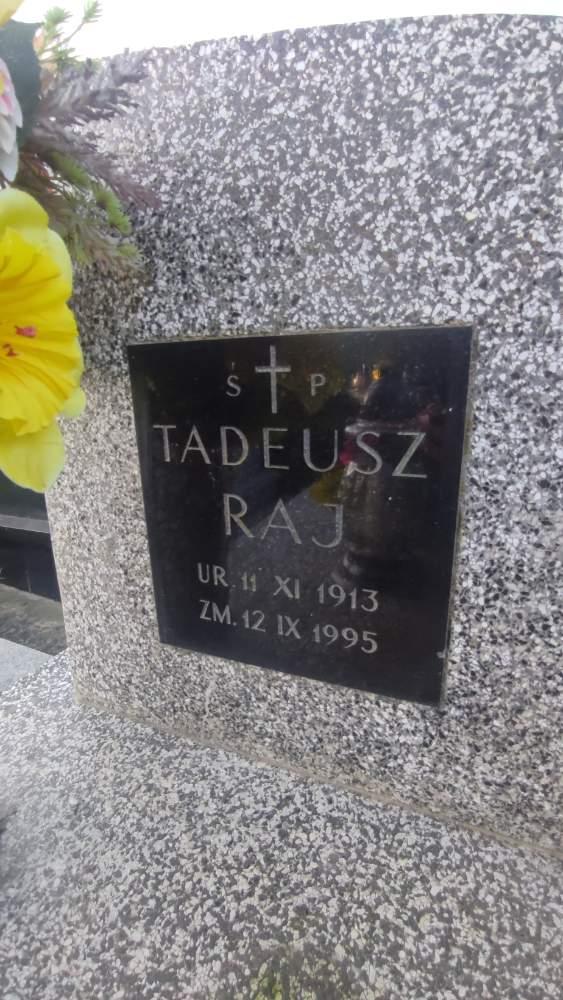 Ś P
TADEUSZ
RAJ
UR. 11 XI 1913
ZM. 12 IX 1995